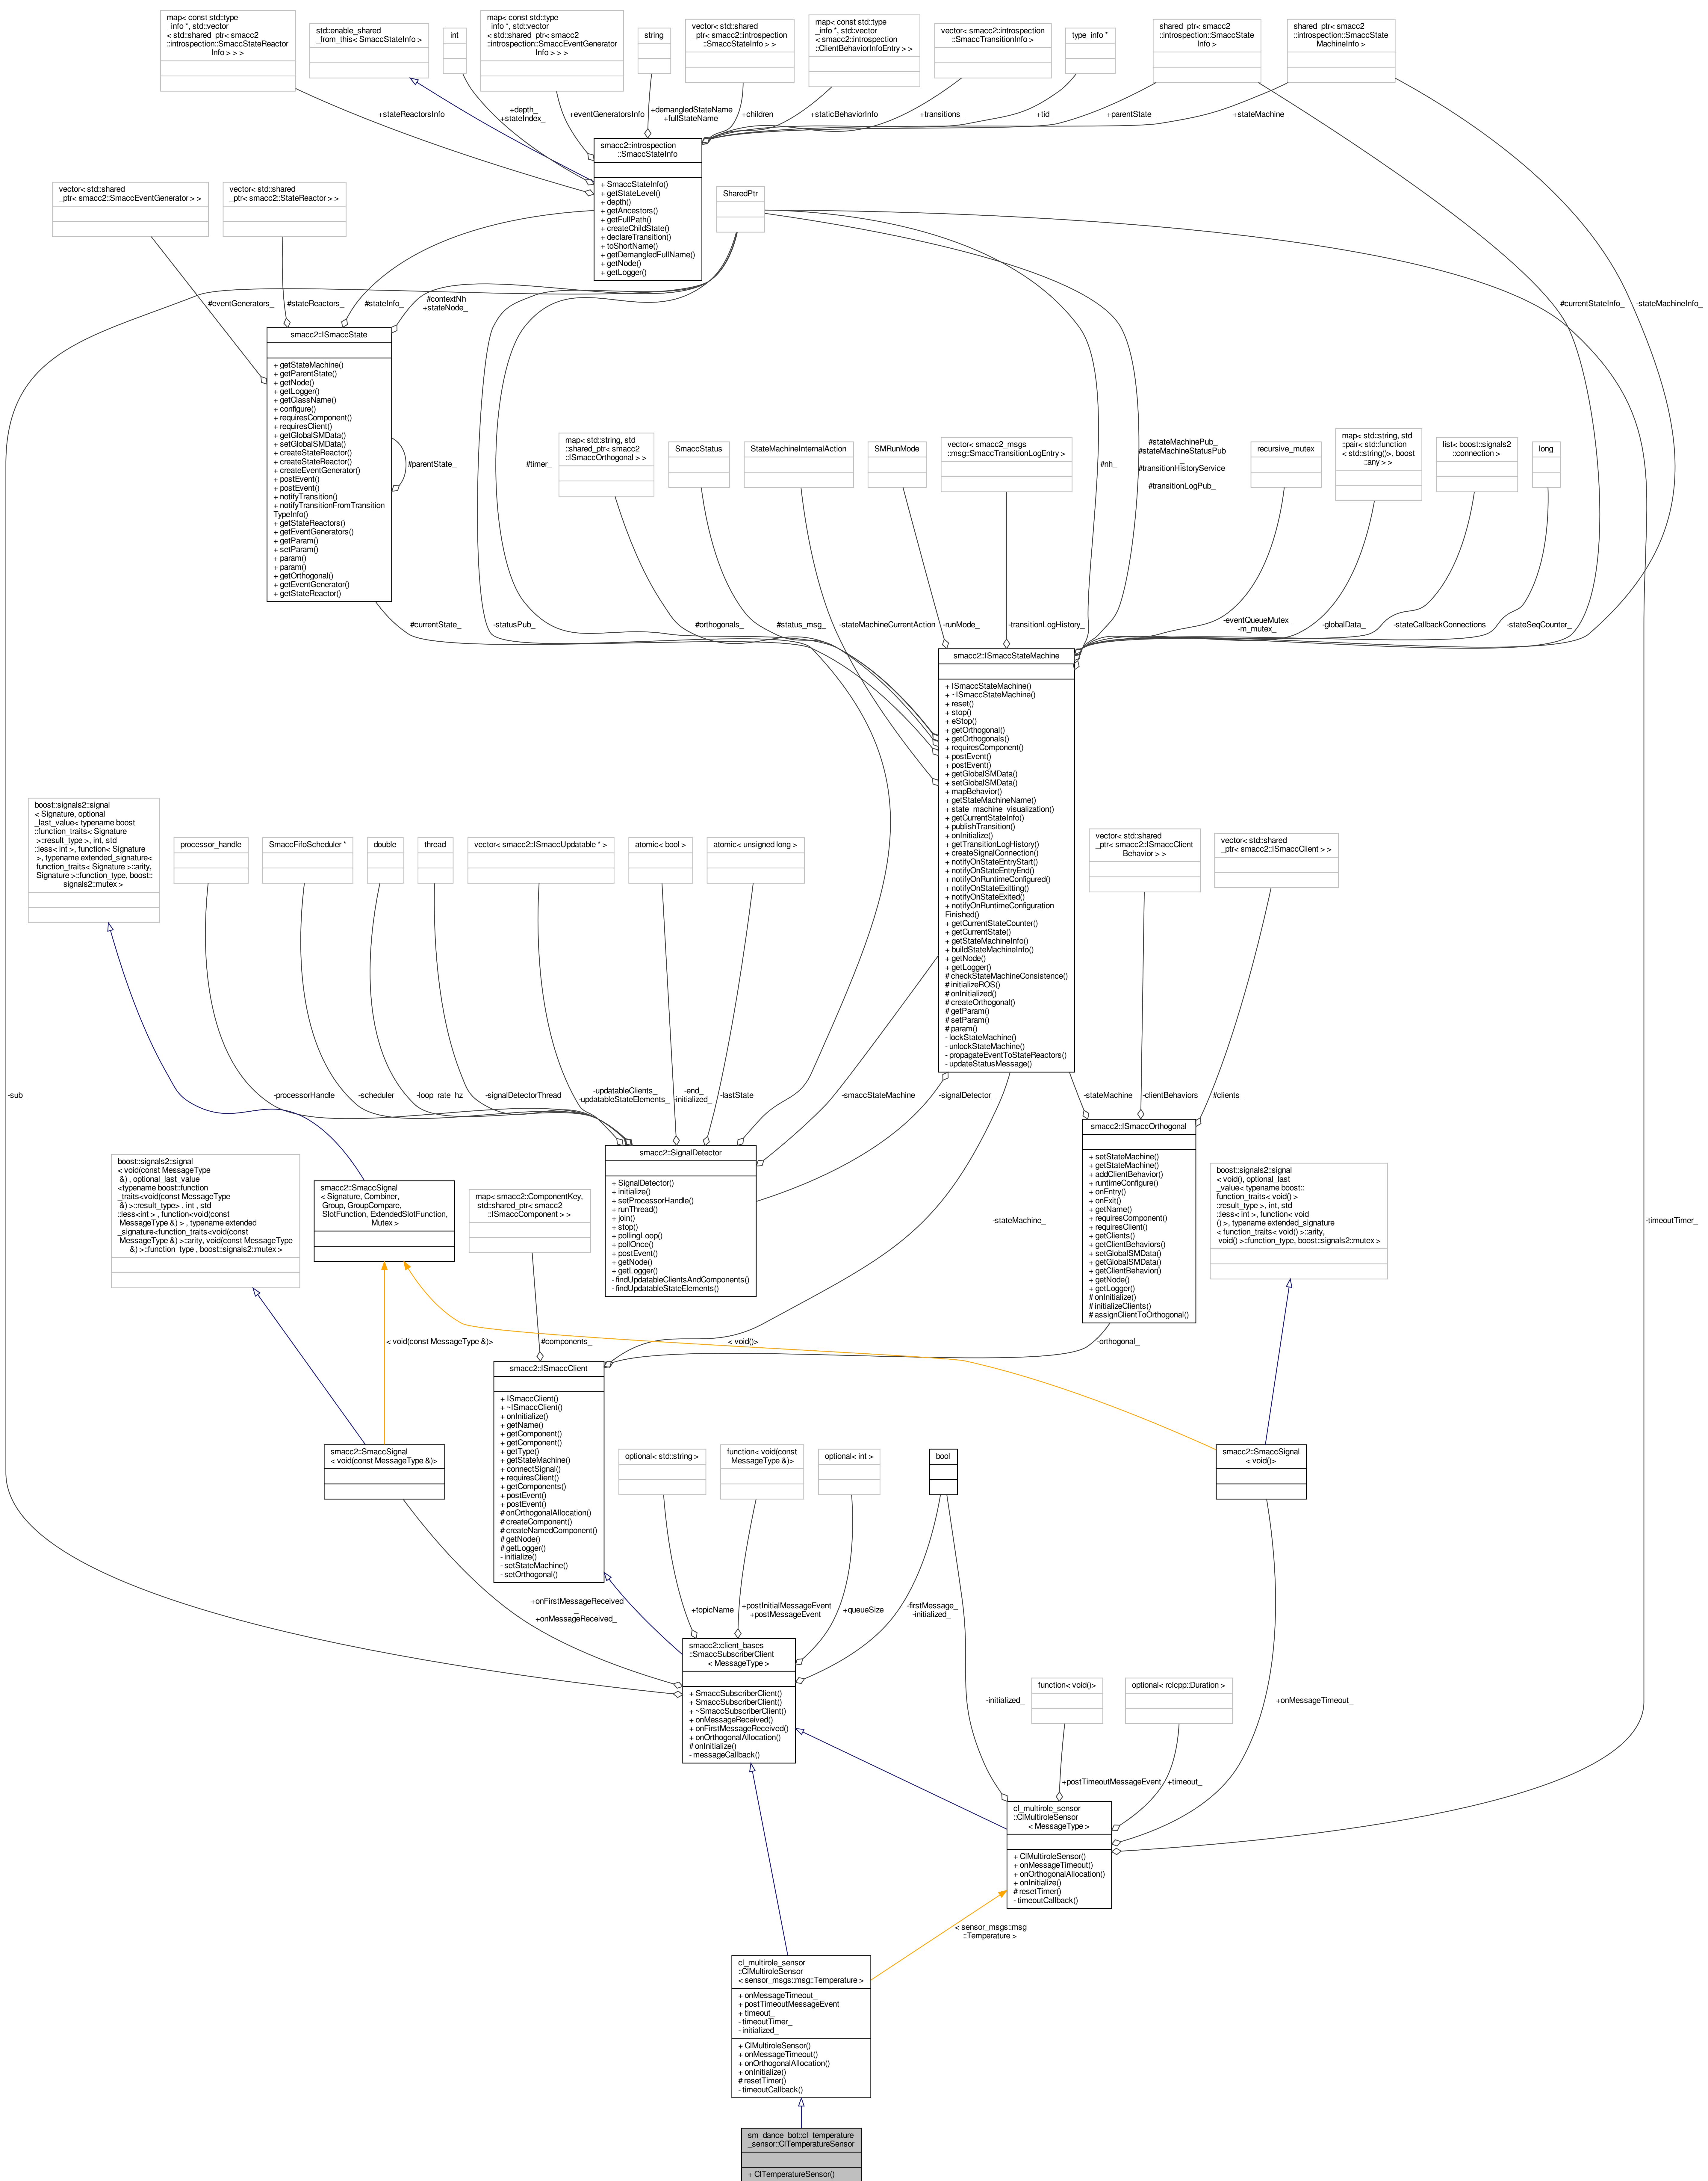 map< const std::type
_info *, std::vector
< std::shared_ptr< smacc2
::introspection::SmaccStateReactor
Info > > >
std::enable_shared
_from_this< SmaccStateInfo >
int
map< const std::type
_info *, std::vector
< std::shared_ptr< smacc2
::introspection::SmaccEventGenerator
Info > > >
string
vector< std::shared
_ptr< smacc2::introspection
::SmaccStateInfo > >
map< const std::type
_info *, std::vector
< smacc2::introspection
::ClientBehaviorInfoEntry > >
vector< smacc2::introspection
::SmaccTransitionInfo >
type_info *
shared_ptr< smacc2
::introspection::SmaccState
Info >
shared_ptr< smacc2
::introspection::SmaccState
MachineInfo >
+stateReactorsInfo
+depth_
+stateIndex_
+eventGeneratorsInfo
+demangledStateName
+fullStateName
+children_
+staticBehaviorInfo
+transitions_
+tid_
+parentState_
+stateMachine_
smacc2::introspection
::SmaccStateInfo
+ SmaccStateInfo()
+ getStateLevel()
+ depth()
+ getAncestors()
+ getFullPath()
+ createChildState()
+ declareTransition()
+ toShortName()
+ getDemangledFullName()
+ getNode()
+ getLogger()
vector< std::shared
_ptr< smacc2::SmaccEventGenerator > >
vector< std::shared
_ptr< smacc2::StateReactor > >
SharedPtr
#eventGenerators_
#stateReactors_
#stateInfo_
#contextNh
+stateNode_
#currentStateInfo_
-stateMachineInfo_
smacc2::ISmaccState
+ getStateMachine()
+ getParentState()
+ getNode()
+ getLogger()
+ getClassName()
+ configure()
+ requiresComponent()
+ requiresClient()
+ getGlobalSMData()
+ setGlobalSMData()
+ createStateReactor()
+ createStateReactor()
+ createEventGenerator()
+ postEvent()
+ postEvent()
+ notifyTransition()
+ notifyTransitionFromTransition
TypeInfo()
+ getStateReactors()
+ getEventGenerators()
+ getParam()
+ setParam()
+ param()
+ param()
+ getOrthogonal()
+ getEventGenerator()
+ getStateReactor()
#parentState_
#timer_
map< std::string, std
::shared_ptr< smacc2
::ISmaccOrthogonal > >
SmaccStatus
StateMachineInternalAction
SMRunMode
vector< smacc2_msgs
::msg::SmaccTransitionLogEntry >
#nh_
#stateMachinePub_
#stateMachineStatusPub
_
#transitionHistoryService
_
#transitionLogPub_
recursive_mutex
map< std::string, std
::pair< std::function
< std::string()>, boost
::any > >
list< boost::signals2
::connection >
long
#currentState_
-statusPub_
#orthogonals_
#status_msg_
-stateMachineCurrentAction
-runMode_
-transitionLogHistory_
-eventQueueMutex_
-m_mutex_
-globalData_
-stateCallbackConnections
-stateSeqCounter_
smacc2::ISmaccStateMachine
+ ISmaccStateMachine()
+ ~ISmaccStateMachine()
+ reset()
+ stop()
+ eStop()
+ getOrthogonal()
+ getOrthogonals()
+ requiresComponent()
+ postEvent()
+ postEvent()
+ getGlobalSMData()
+ setGlobalSMData()
+ mapBehavior()
+ getStateMachineName()
+ state_machine_visualization()
+ getCurrentStateInfo()
+ publishTransition()
+ onInitialize()
+ getTransitionLogHistory()
+ createSignalConnection()
+ notifyOnStateEntryStart()
+ notifyOnStateEntryEnd()
+ notifyOnRuntimeConfigured()
+ notifyOnStateExitting()
+ notifyOnStateExited()
+ notifyOnRuntimeConfiguration
Finished()
+ getCurrentStateCounter()
+ getCurrentState()
+ getStateMachineInfo()
+ buildStateMachineInfo()
+ getNode()
+ getLogger()
# checkStateMachineConsistence()
# initializeROS()
# onInitialized()
# createOrthogonal()
# getParam()
# setParam()
# param()
- lockStateMachine()
- unlockStateMachine()
- propagateEventToStateReactors()
- updateStatusMessage()
boost::signals2::signal
< Signature, optional
_last_value< typename boost
::function_traits< Signature
>::result_type >, int, std
::less< int >, function< Signature
>, typename extended_signature<
function_traits< Signature >::arity,
Signature >::function_type, boost::
signals2::mutex >
processor_handle
SmaccFifoScheduler *
double
thread
vector< smacc2::ISmaccUpdatable * >
atomic< bool >
atomic< unsigned long >
vector< std::shared
_ptr< smacc2::ISmaccClient
Behavior > >
vector< std::shared
_ptr< smacc2::ISmaccClient > >
-sub_
-processorHandle_
-scheduler_
-loop_rate_hz
-signalDetectorThread_
-updatableClients_
-updatableStateElements_
-end_
-initialized_
-lastState_
-smaccStateMachine_
-signalDetector_
-stateMachine_
-clientBehaviors_
#clients_
smacc2::SignalDetector
+ SignalDetector()
+ initialize()
+ setProcessorHandle()
+ runThread()
+ join()
+ stop()
+ pollingLoop()
+ pollOnce()
+ postEvent()
+ getNode()
+ getLogger()
- findUpdatableClientsAndComponents()
- findUpdatableStateElements()
smacc2::ISmaccOrthogonal
+ setStateMachine()
+ getStateMachine()
+ addClientBehavior()
+ runtimeConfigure()
+ onEntry()
+ onExit()
+ getName()
+ requiresComponent()
+ requiresClient()
+ getClients()
+ getClientBehaviors()
+ setGlobalSMData()
+ getGlobalSMData()
+ getClientBehavior()
+ getNode()
+ getLogger()
# onInitialize()
# initializeClients()
# assignClientToOrthogonal()
boost::signals2::signal
< void(const MessageType
&) , optional_last_value
<typename boost::function
_traits<void(const MessageType
&) >::result_type> , int , std
::less<int > , function<void(const
MessageType &) > , typename extended
_signature<function_traits<void(const
MessageType &) >::arity, void(const MessageType
&) >::function_type , boost::signals2::mutex >
smacc2::SmaccSignal
< Signature, Combiner,
Group, GroupCompare,
SlotFunction, ExtendedSlotFunction,
Mutex >
map< smacc2::ComponentKey,
std::shared_ptr< smacc2
::ISmaccComponent > >
boost::signals2::signal
< void(), optional_last
_value< typename boost::
function_traits< void() >
::result_type >, int, std
::less< int >, function< void
() >, typename extended_signature
< function_traits< void() >::arity,
void() >::function_type, boost::signals2::mutex >
-stateMachine_
-timeoutTimer_
< void(const MessageType &)>
#components_
< void()>
-orthogonal_
smacc2::ISmaccClient
+ ISmaccClient()
+ ~ISmaccClient()
+ onInitialize()
+ getName()
+ getComponent()
+ getComponent()
+ getType()
+ getStateMachine()
+ connectSignal()
+ requiresClient()
+ getComponents()
+ postEvent()
+ postEvent()
# onOrthogonalAllocation()
# createComponent()
# createNamedComponent()
# getNode()
# getLogger()
- initialize()
- setStateMachine()
- setOrthogonal()
smacc2::SmaccSignal
< void(const MessageType &)>
optional< std::string >
function< void(const
MessageType &)>
optional< int >
bool
smacc2::SmaccSignal
< void()>
+onFirstMessageReceived
_
+onMessageReceived_
+topicName
+postInitialMessageEvent
+postMessageEvent
+queueSize
-firstMessage_
-initialized_
smacc2::client_bases
::SmaccSubscriberClient
< MessageType >
+ SmaccSubscriberClient()
+ SmaccSubscriberClient()
+ ~SmaccSubscriberClient()
+ onMessageReceived()
+ onFirstMessageReceived()
+ onOrthogonalAllocation()
# onInitialize()
- messageCallback()
-initialized_
function< void()>
optional< rclcpp::Duration >
+onMessageTimeout_
+postTimeoutMessageEvent
+timeout_
cl_multirole_sensor
::ClMultiroleSensor
< MessageType >
+ ClMultiroleSensor()
+ onMessageTimeout()
+ onOrthogonalAllocation()
+ onInitialize()
# resetTimer()
- timeoutCallback()
< sensor_msgs::msg
::Temperature >
cl_multirole_sensor
::ClMultiroleSensor
< sensor_msgs::msg::Temperature >
+ onMessageTimeout_
+ postTimeoutMessageEvent
+ timeout_
- timeoutTimer_
- initialized_
+ ClMultiroleSensor()
+ onMessageTimeout()
+ onOrthogonalAllocation()
+ onInitialize()
# resetTimer()
- timeoutCallback()
sm_dance_bot::cl_temperature
_sensor::ClTemperatureSensor
+ ClTemperatureSensor()